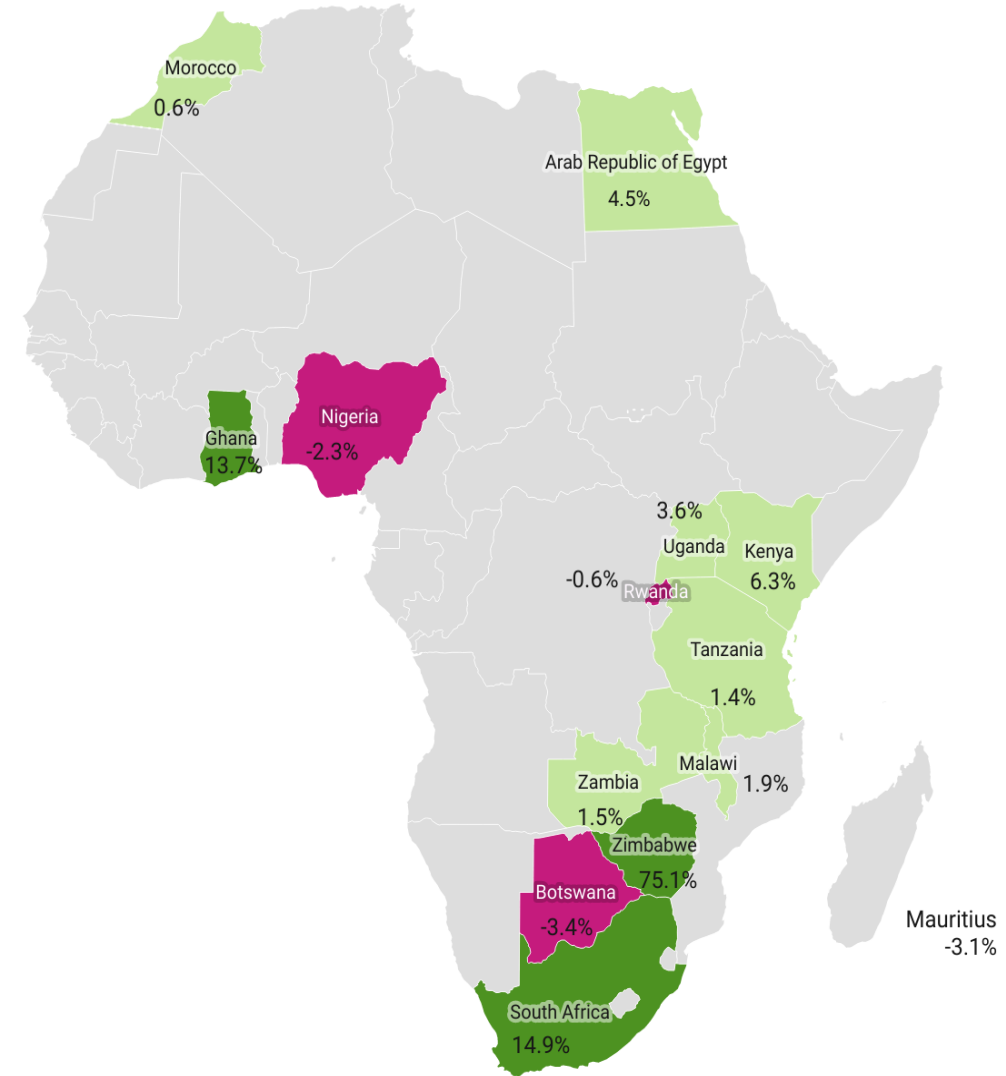 Morocco
0.6%
Arab Republic of Egypt
4.5%
Nigeria
-2.3%
Ghana
13.7%
3.6%
Uganda
Kenya
6.3%
-0.6%
Rwanda
Tanzania
1.4%
Malawi
1.9%
Zambia
1.5%
Zimbabwe
75.1%
Botswana
-3.4%
Mauritius
-3.1%
South Africa
14.9%